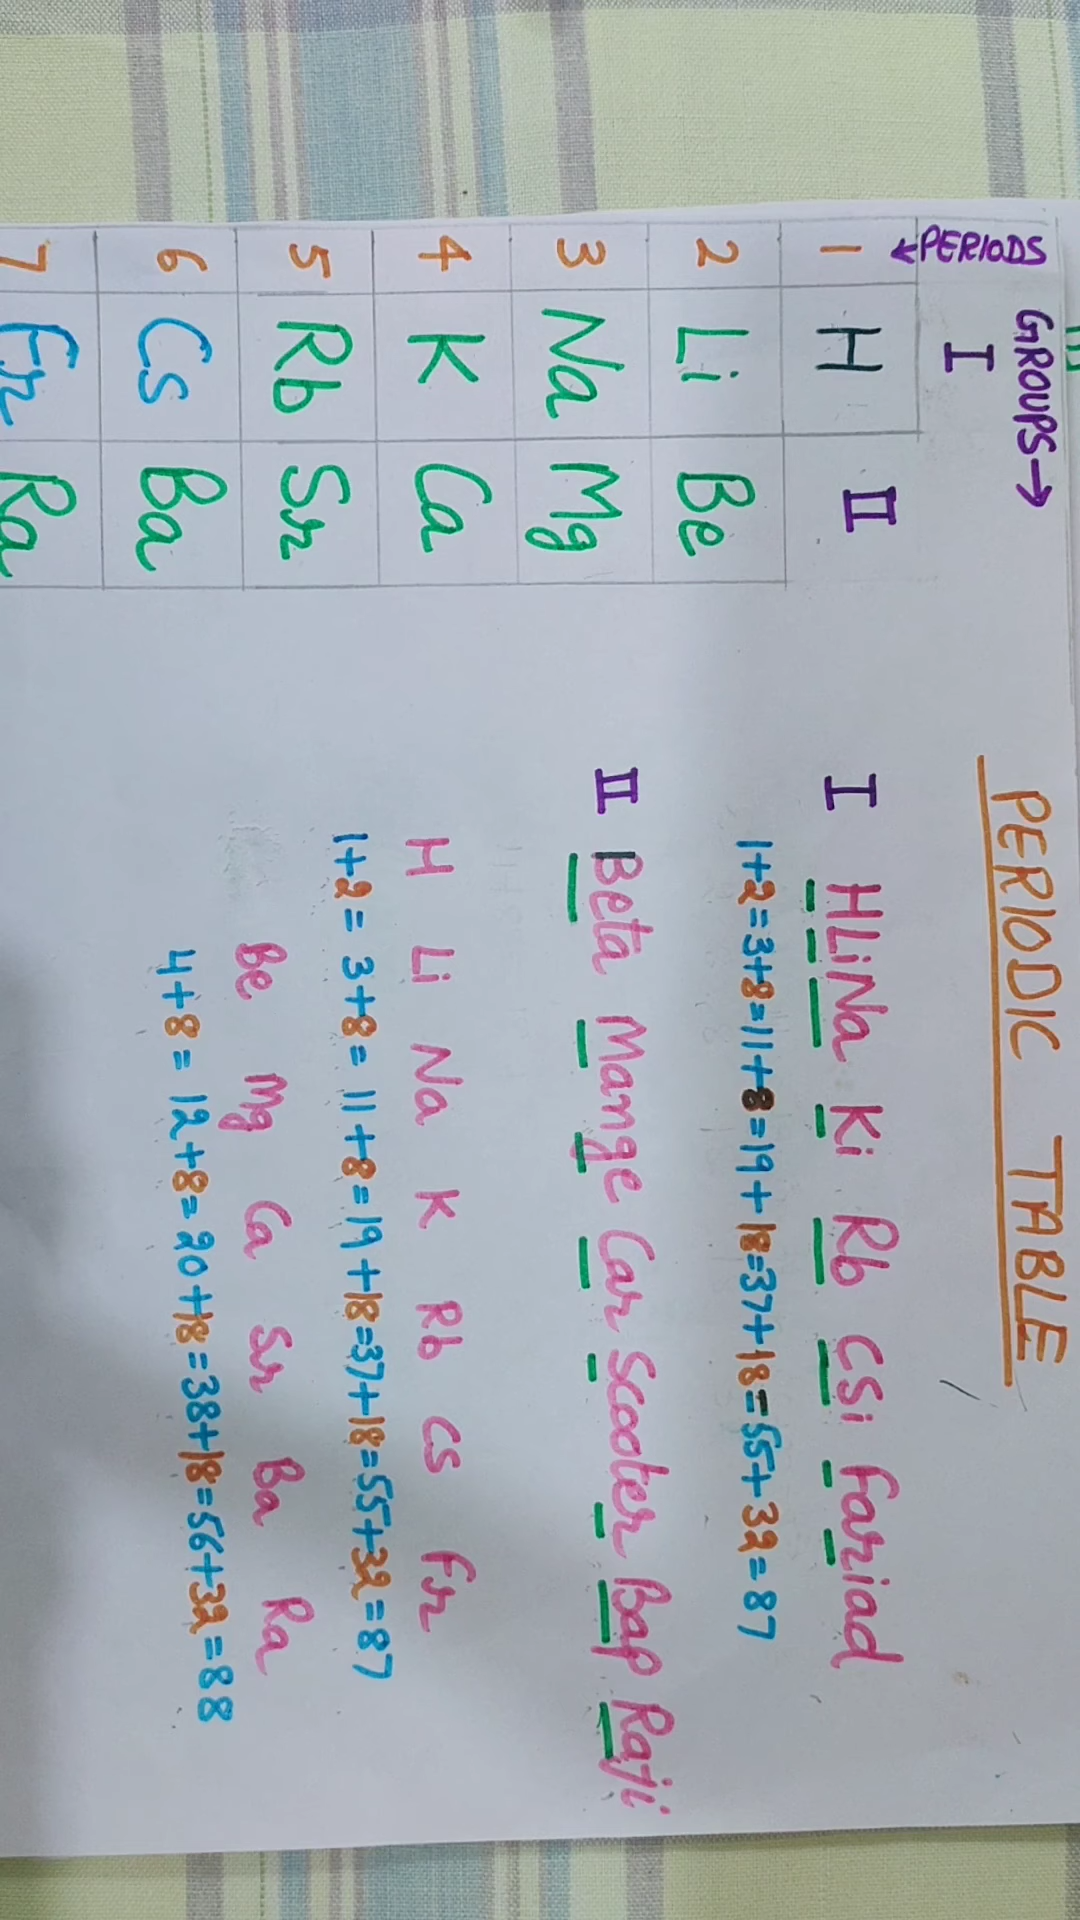 PERIODIC TABLE
GROUPS→
←PERIODS
I
II
1 H
2 Li Be
3 Na Mg
4 K Ca
5 Rb Sr
6 Cs Ba
7 Fr Ra
I HLiNa Ki Rb CSi Fariad
1+2=3+8=11+8=19+18=37+18=55+32=87
II Beta Mange Car Scooter Bap Raji
H Li Na K Rb Cs Fr
1+2=3+8=11+8=19+18=37+18=55+32=87
Be Mg Ca Sr Ba Ra
4+8=12+8=20+18=38+18=56+32=88